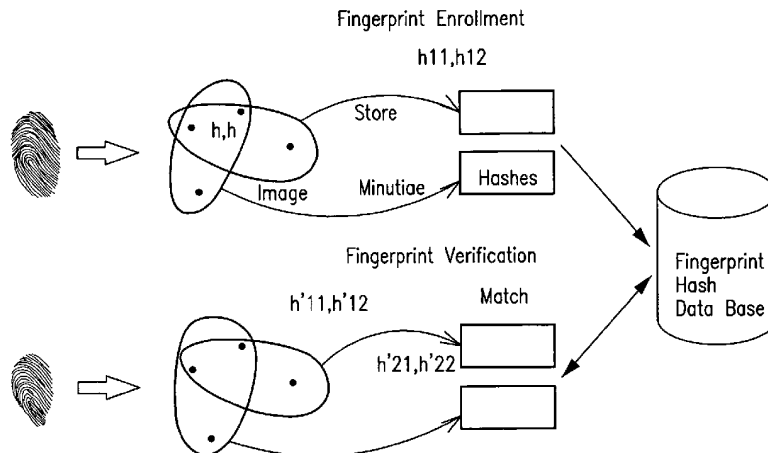 Fingerprint Enrollment
h11,h12
h,h
Store
Image
Minutiae
Hashes
Fingerprint Verification
h'11,h'12
Match
h'21,h'22
Fingerprint
Hash
Data Base